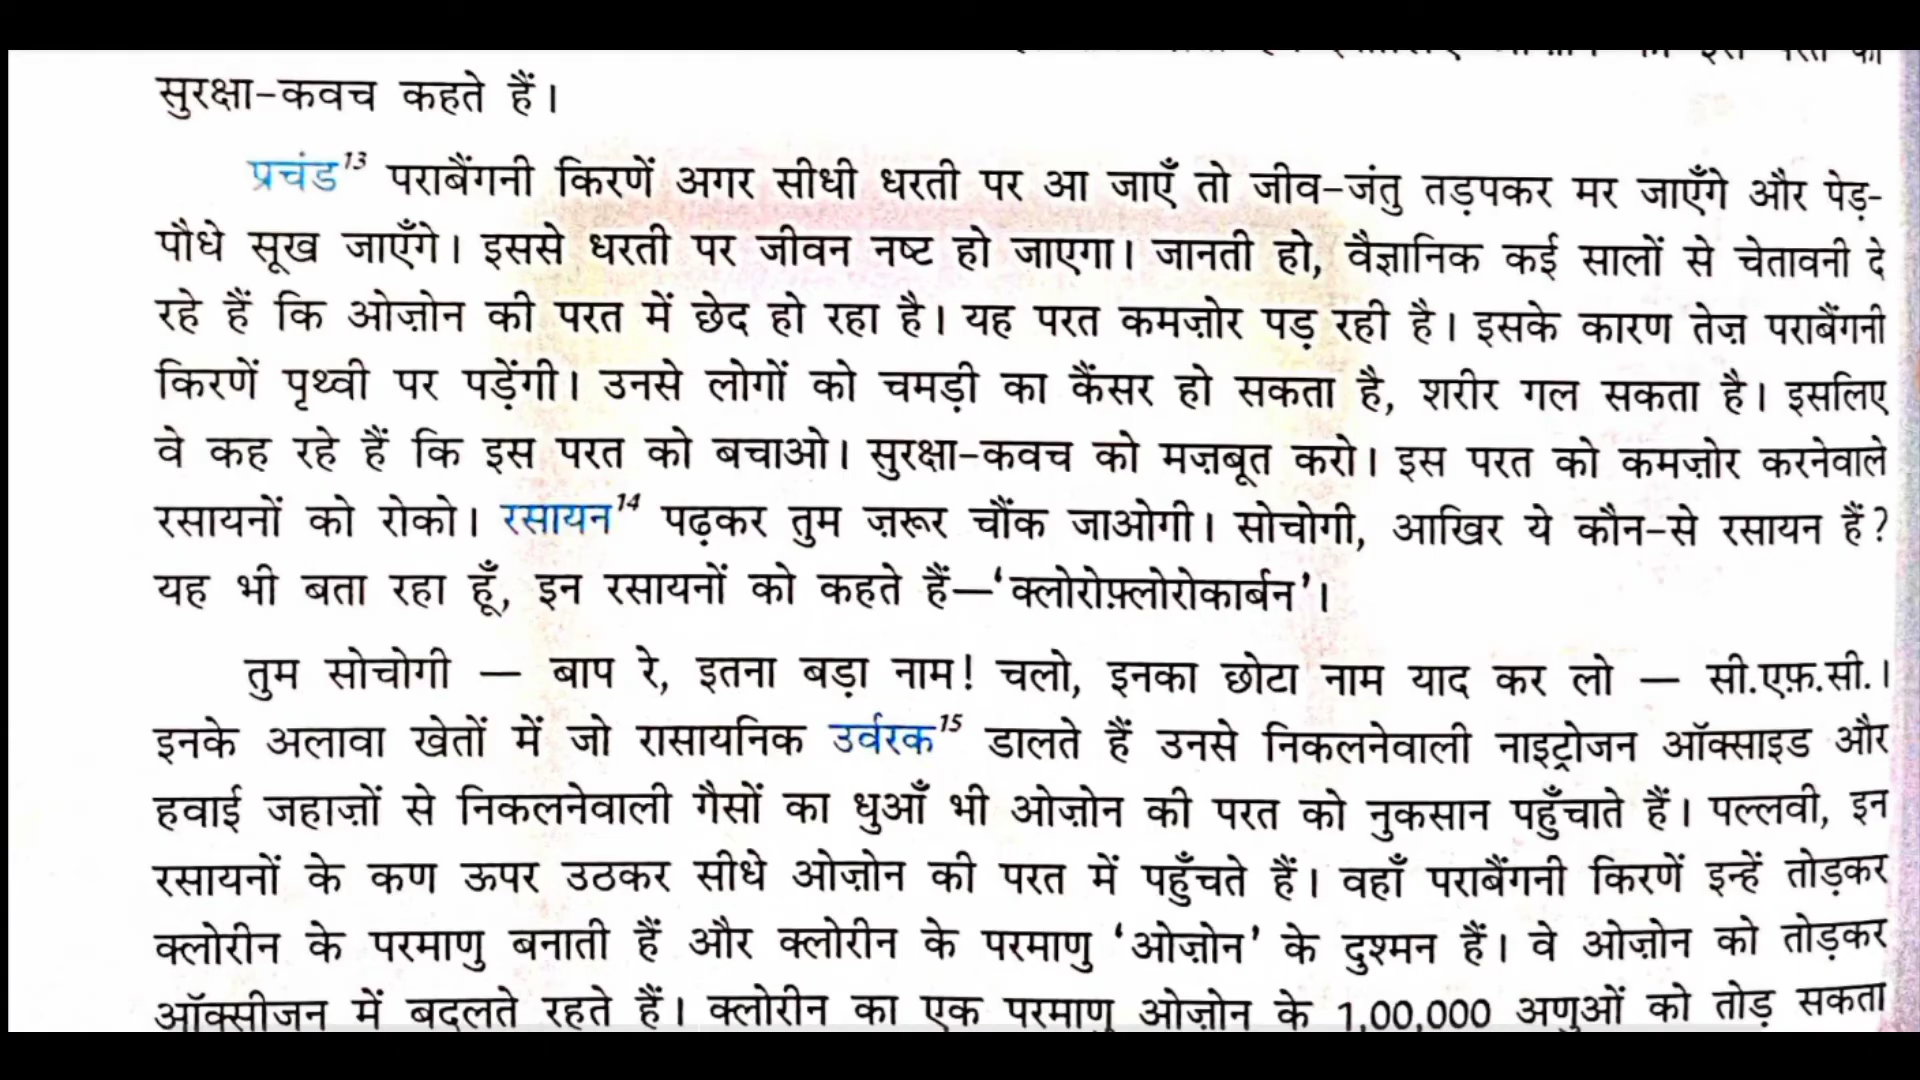 सुरक्षा-कवच कहते हैं।
प्रचंड¹³ पराबैंगनी किरणें अगर सीधी धरती पर आ जाएँ तो जीव-जंतु तड़पकर मर जाएँगे और पेड़-
पौधे सूख जाएँगे। इससे धरती पर जीवन नष्ट हो जाएगा। जानती हो, वैज्ञानिक कई सालों से चेतावनी दे
रहे हैं कि ओज़ोन की परत में छेद हो रहा है। यह परत कमज़ोर पड़ रही है। इसके कारण तेज़ पराबैंगनी
किरणें पृथ्वी पर पड़ेंगी। उनसे लोगों को चमड़ी का कैंसर हो सकता है, शरीर गल सकता है। इसलिए
वे कह रहे हैं कि इस परत को बचाओ। सुरक्षा-कवच को मज़बूत करो। इस परत को कमज़ोर करनेवाले
रसायनों को रोको। रसायन¹⁴ पढ़कर तुम ज़रूर चौंक जाओगी। सोचोगी, आखिर ये कौन-से रसायन हैं?
यह भी बता रहा हूँ, इन रसायनों को कहते हैं—‘क्लोरोफ़्लोरोकार्बन’।
तुम सोचोगी — बाप रे, इतना बड़ा नाम! चलो, इनका छोटा नाम याद कर लो — सी.एफ़.सी.।
इनके अलावा खेतों में जो रासायनिक उर्वरक¹⁵ डालते हैं उनसे निकलनेवाली नाइट्रोजन ऑक्साइड और
हवाई जहाज़ों से निकलनेवाली गैसों का धुआँ भी ओज़ोन की परत को नुकसान पहुँचाते हैं। पल्लवी, इन
रसायनों के कण ऊपर उठकर सीधे ओज़ोन की परत में पहुँचते हैं। वहाँ पराबैंगनी किरणें इन्हें तोड़कर
क्लोरीन के परमाणु बनाती हैं और क्लोरीन के परमाणु ‘ओज़ोन’ के दुश्मन हैं। वे ओज़ोन को तोड़कर
ऑक्सीजन में बदलते रहते हैं। क्लोरीन का एक परमाणु ओज़ोन के 1,00,000 अणुओं को तोड़ सकता